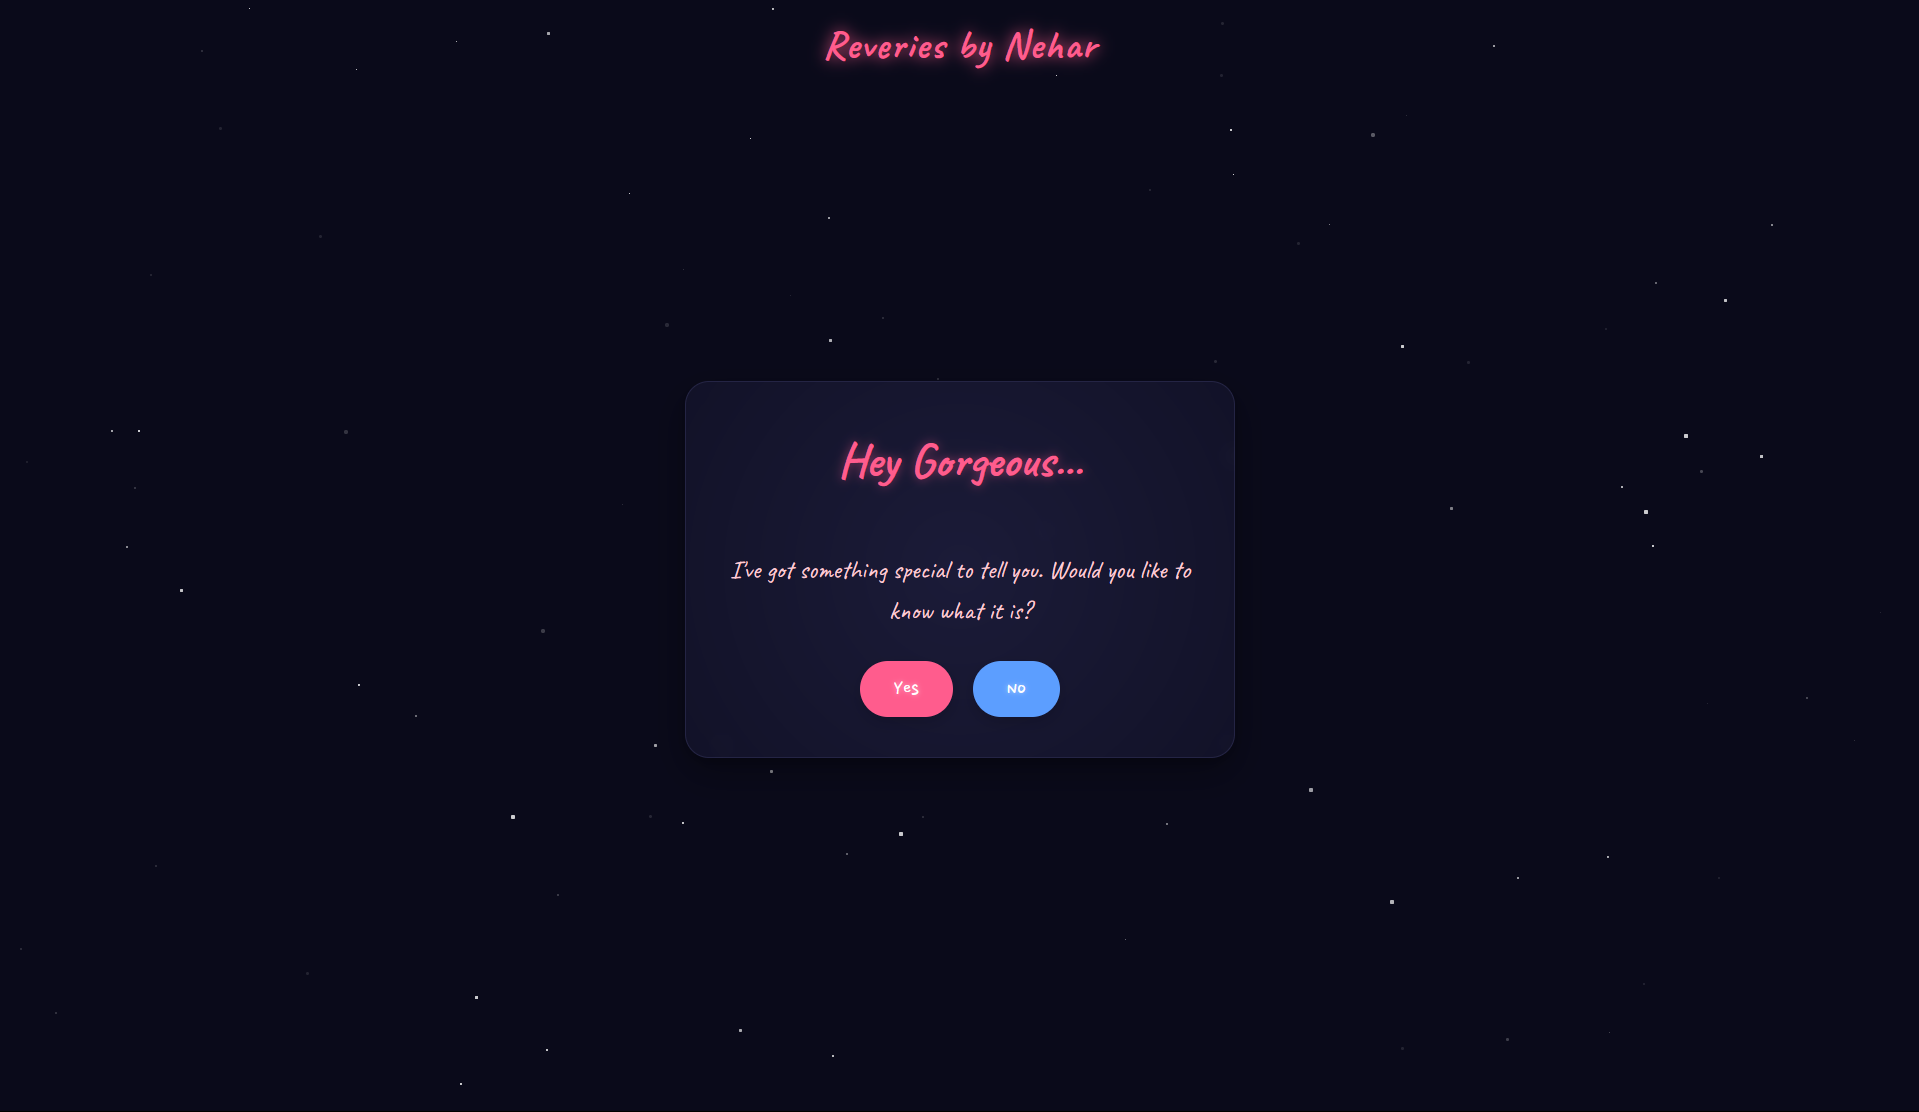 Reveries by Nehar
Hey Gorgeous...
I've got something special to tell you. Would you like to
know what it is?
Yes
No